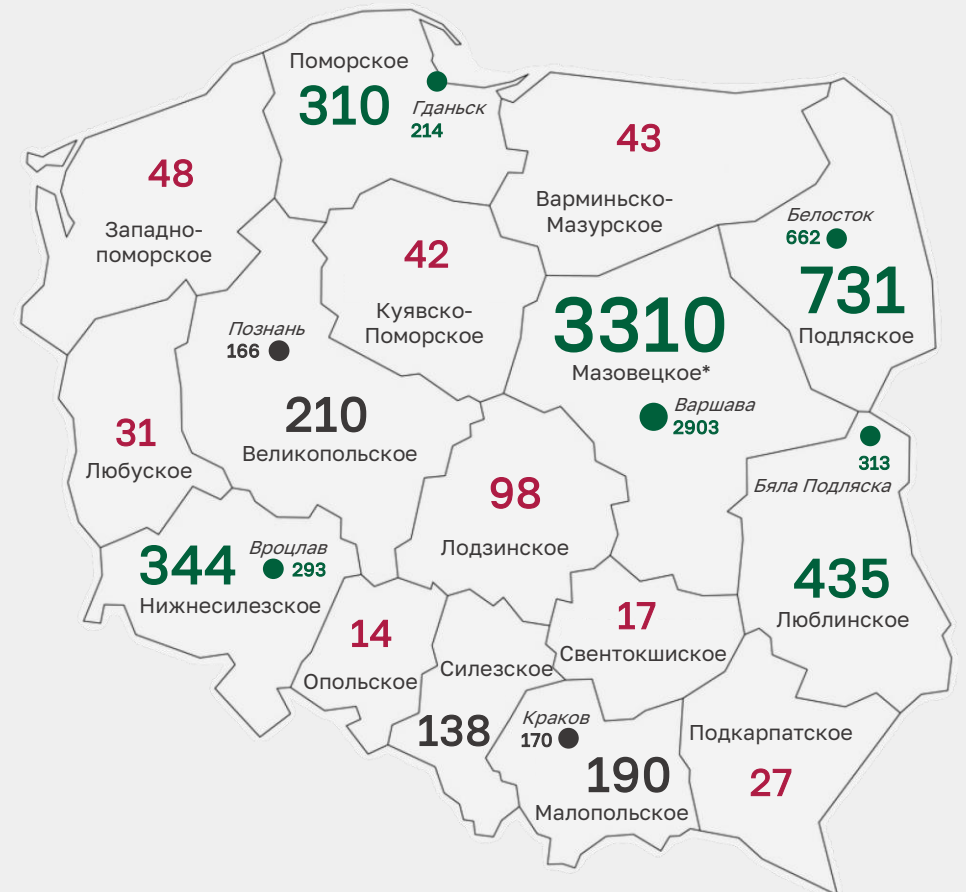 Поморское
310
Гданьск
214
48
Западно-
поморское
43
Варминьско-
Мазурское
Белосток
662
731
Подляское
42
Куявско-
Поморское
3310
Мазовецкое*
Варшава
2903
Познань
166
210
Великопольское
31
Любуское
313
Бяла Подляска
98
Лодзинское
344
Вроцлав
293
Нижнесилезское
435
Люблинское
14
Опольское
17
Свентокшиское
Силезское
138
Краков
170
190
Малопольское
Подкарпатское
27